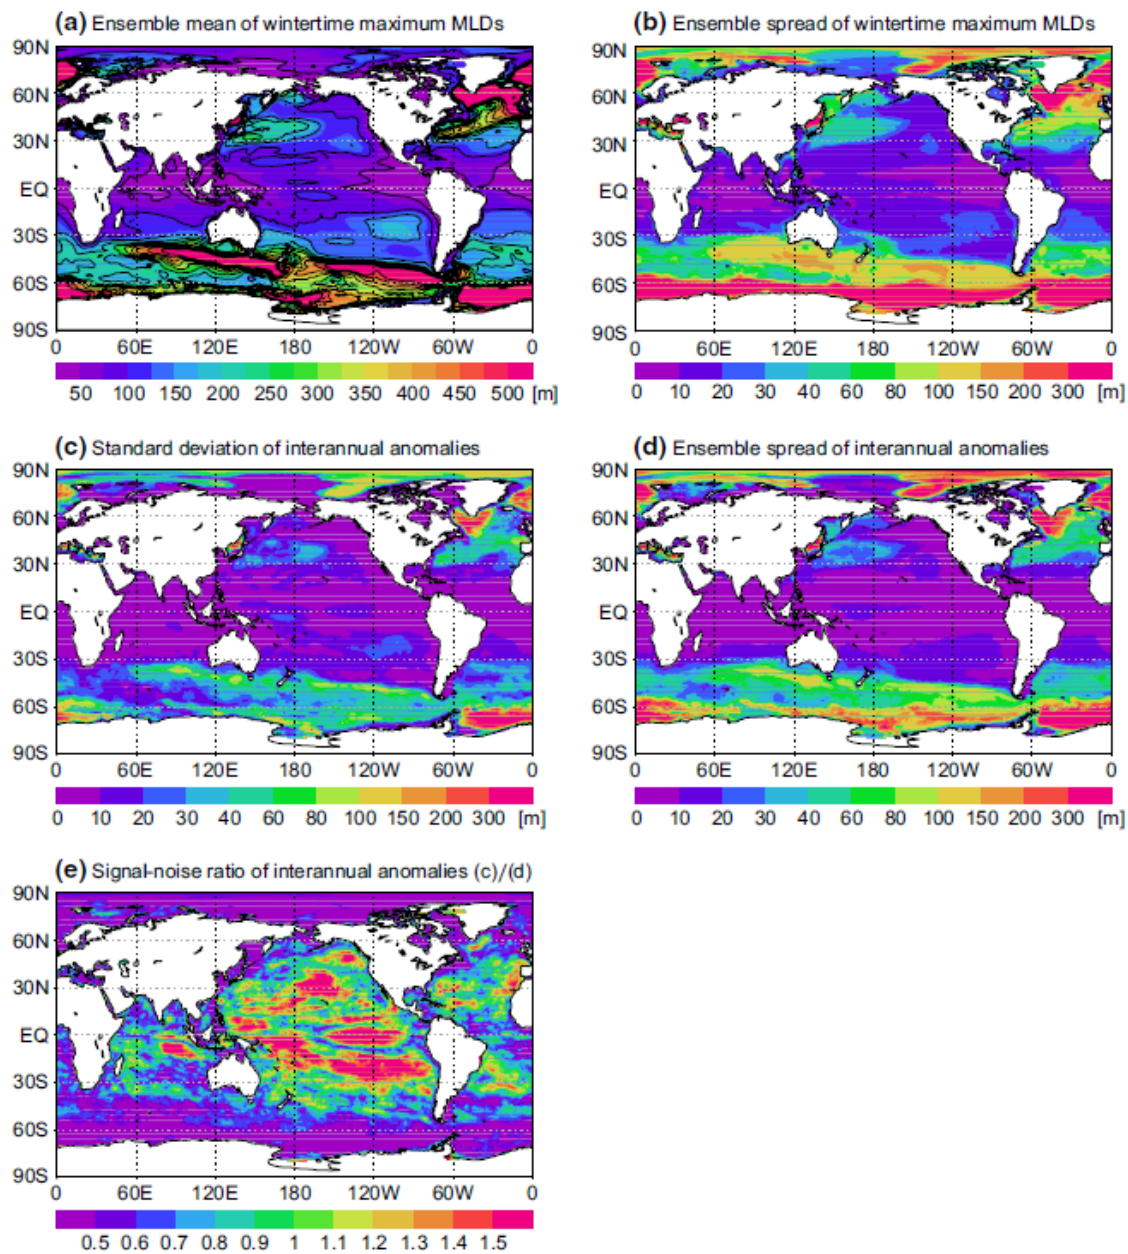 (a) Ensemble mean of wintertime maximum MLDs
90N
60N
30N
EQ
30S
60S
90S
0 60E 120E 180 120W 60W 0
50 100 150 200 250 300 350 400 450 500 [m]
(b) Ensemble spread of wintertime maximum MLDs
90N
60N
30N
EQ
30S
60S
90S
0 60E 120E 180 120W 60W 0
0 10 20 30 40 60 80 100 150 200 300 [m]
(c) Standard deviation of interannual anomalies
90N
60N
30N
EQ
30S
60S
90S
0 60E 120E 180 120W 60W 0
0 10 20 30 40 60 80 100 150 200 300 [m]
(d) Ensemble spread of interannual anomalies
90N
60N
30N
EQ
30S
60S
90S
0 60E 120E 180 120W 60W 0
0 10 20 30 40 60 80 100 150 200 300 [m]
(e) Signal-noise ratio of interannual anomalies (c)/(d)
90N
60N
30N
EQ
30S
60S
90S
0 60E 120E 180 120W 60W 0
0.5 0.6 0.7 0.8 0.9 1 1.1 1.2 1.3 1.4 1.5